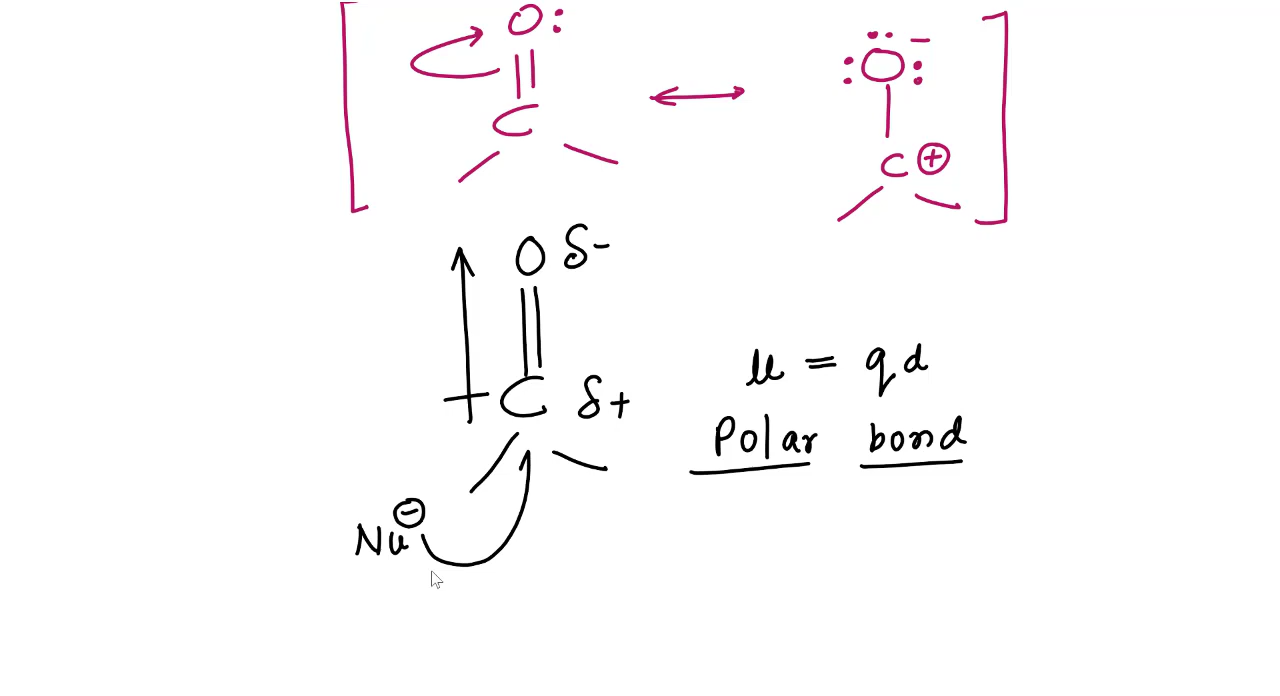 O: O:⁻
C C⊕
O δ-
C δ+
μ = qd
Polar bond
Nu⊖